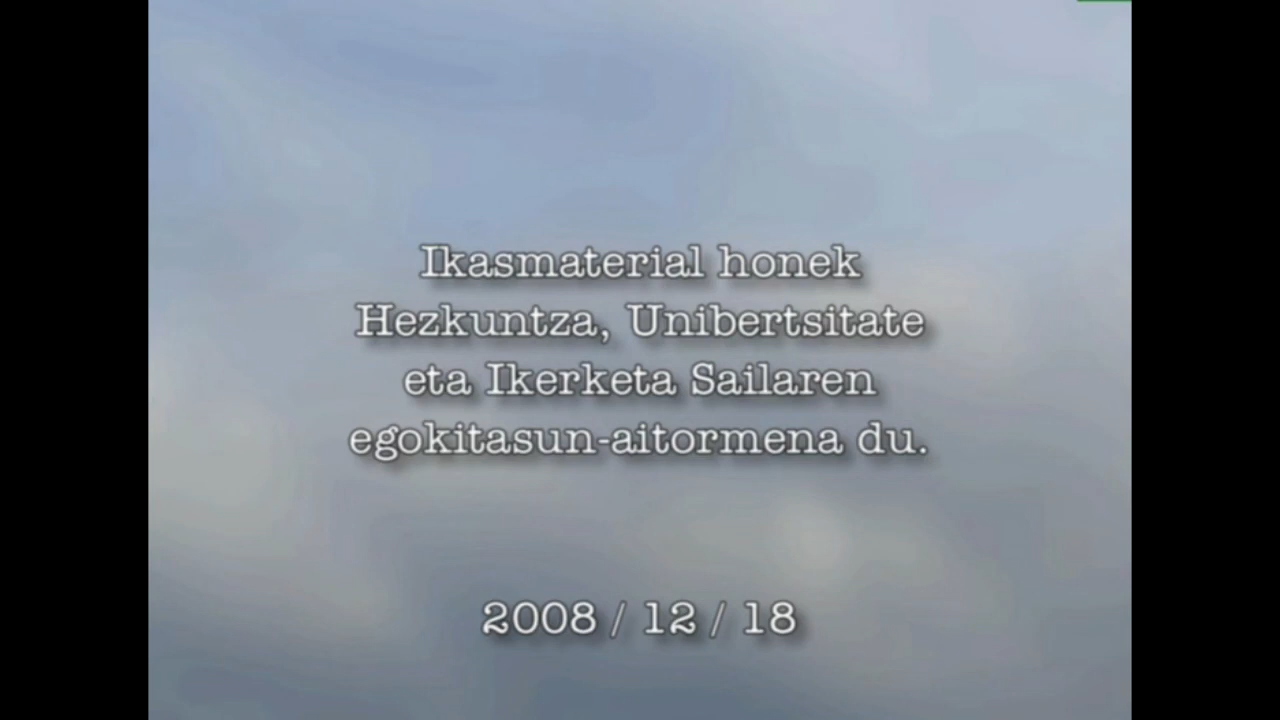 Ikasmaterial honek
Hezkuntza, Unibertsitate
eta Ikerketa Sailaren
egokitasun-aitormena du.
2008 / 12 / 18